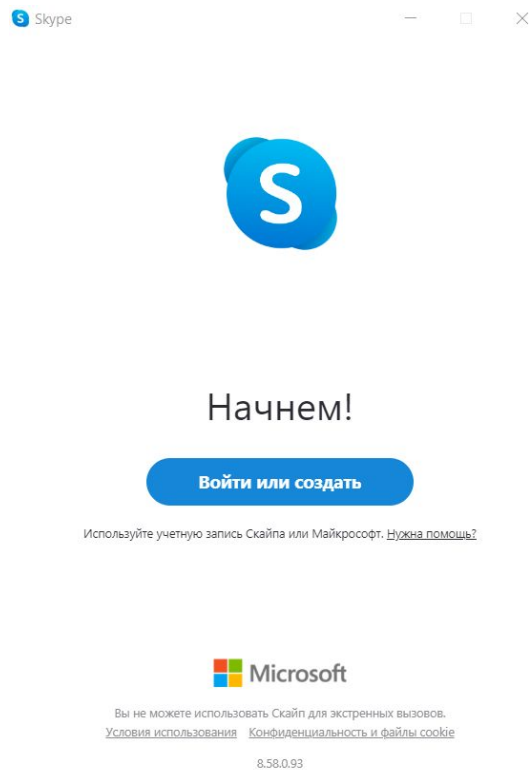 Skype
Начнем!
Войти или создать
Используйте учетную запись Скайпа или Майкрософт. Нужна помощь?
Microsoft
Вы не можете использовать Скайп для экстренных вызовов.
Условия использования Конфиденциальность и файлы cookie
8.58.0.93